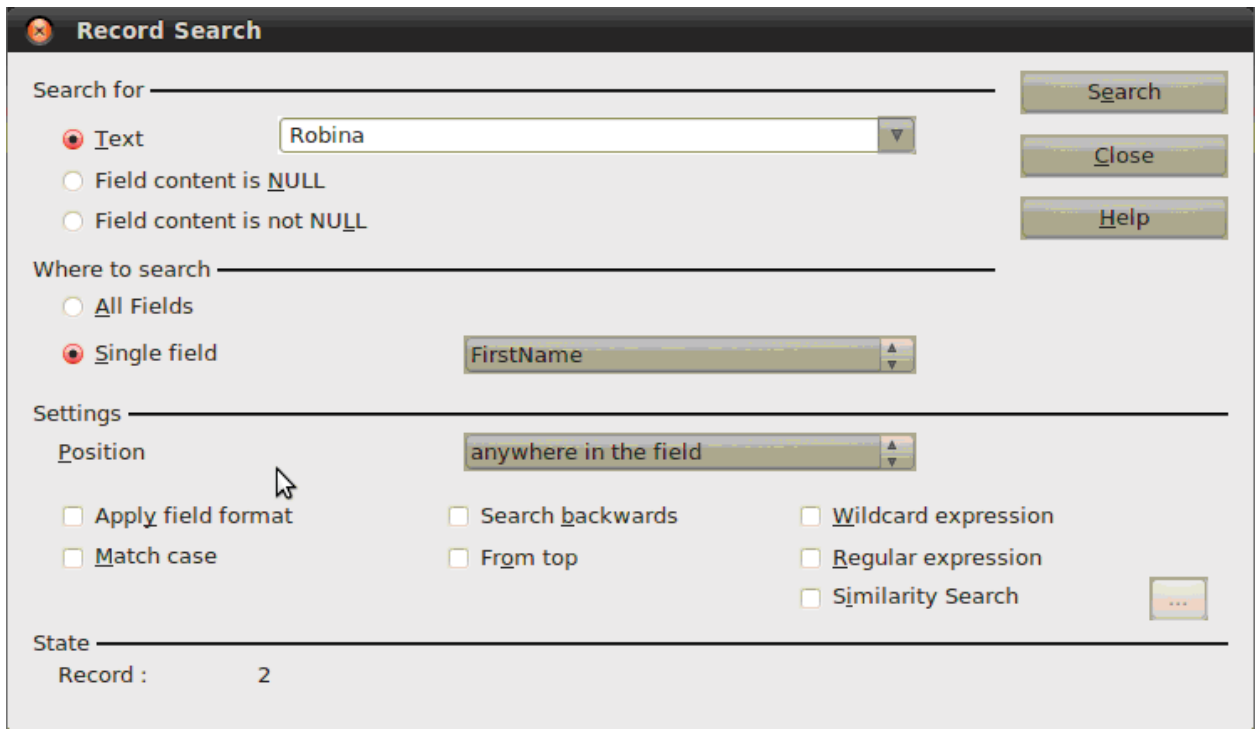 Record Search
Search for
Search
Text
Robina
Close
Field content is NULL
Field content is not NULL
Help
Where to search
All Fields
Single field
FirstName
Settings
Position
anywhere in the field
Apply field format
Search backwards
Wildcard expression
Match case
From top
Regular expression
Similarity Search
...
State
Record :
2